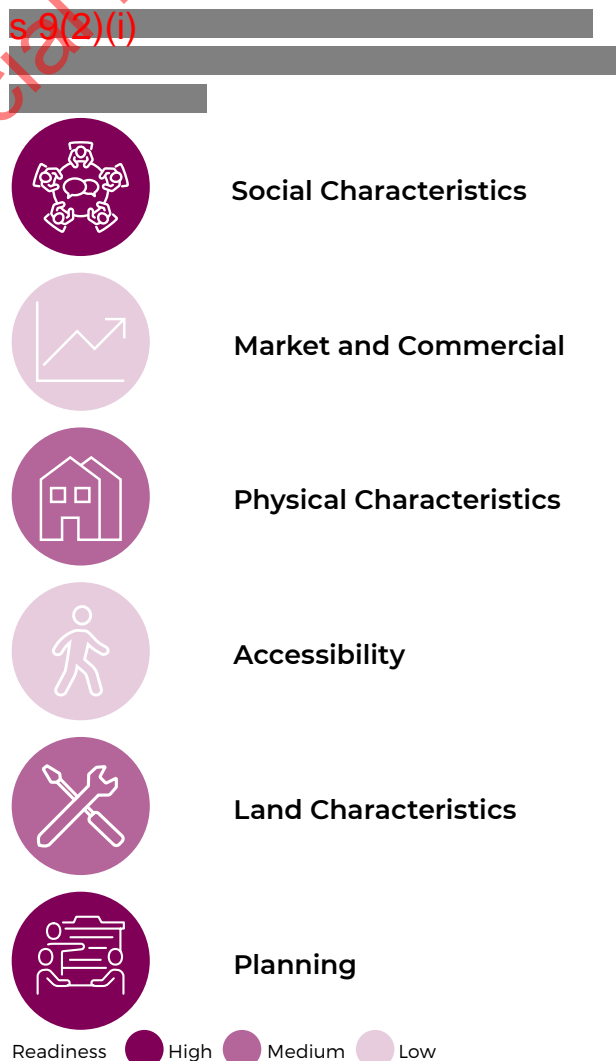 s 9(2)(i)
Social Characteristics
Market and Commercial
Physical Characteristics
Accessibility
Land Characteristics
Planning
Readiness High Medium Low